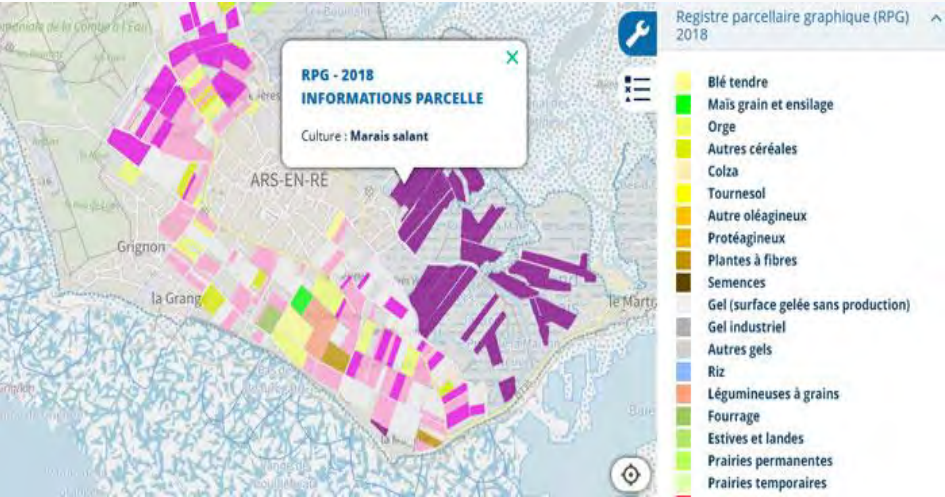 Registre parcellaire graphique (RPG)
2018
RPG - 2018
INFORMATIONS PARCELLE
Culture : Marais salant
ARS-EN-RÉ
Grignon
la Grang
le Martr
Blé tendre
Maïs grain et ensilage
Orge
Autres céréales
Colza
Tournesol
Autre oléagineux
Protéagineux
Plantes à fibres
Semences
Gel (surface gelée sans production)
Gel industriel
Autres gels
Riz
Légumineuses à grains
Fourrage
Estives et landes
Prairies permanentes
Prairies temporaires